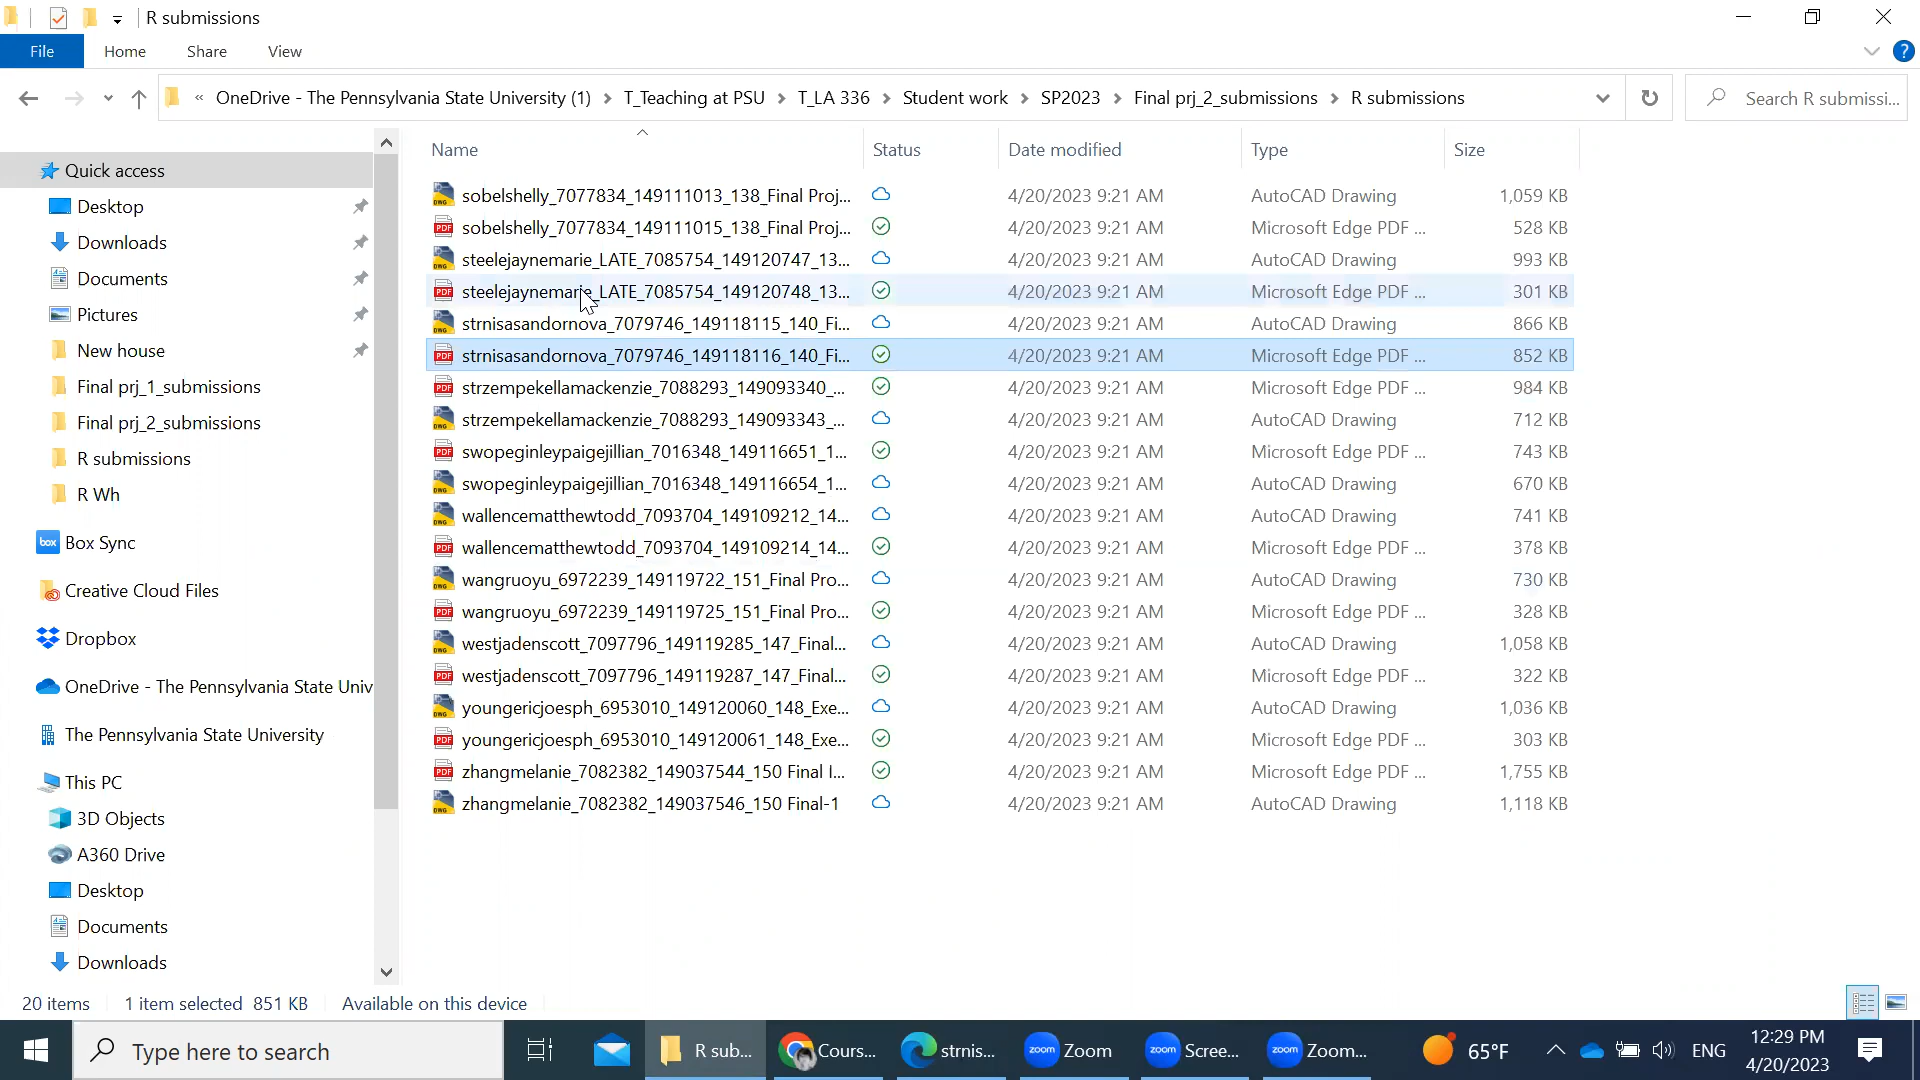 R submissions
File Home Share View
« OneDrive - The Pennsylvania State University (1) > T_Teaching at PSU > T_LA 336 > Student work > SP2023 > Final prj_2_submissions > R submissions
Search R submissi...
Name Status Date modified Type Size
Quick access
Desktop
Downloads
Documents
Pictures
New house
Final prj_1_submissions
Final prj_2_submissions
R submissions
R Wh
Box Sync
Creative Cloud Files
Dropbox
OneDrive - The Pennsylvania State Univ
The Pennsylvania State University
This PC
3D Objects
A360 Drive
Desktop
Documents
Downloads
sobelshelly_7077834_149111013_138_Final Proj... 4/20/2023 9:21 AM AutoCAD Drawing 1,059 KB
sobelshelly_7077834_149111015_138_Final Proj... 4/20/2023 9:21 AM Microsoft Edge PDF ... 528 KB
steelejaynemarie_LATE_7085754_149120747_13... 4/20/2023 9:21 AM AutoCAD Drawing 993 KB
steelejaynemarie_LATE_7085754_149120748_13... 4/20/2023 9:21 AM Microsoft Edge PDF ... 301 KB
strnisasandornova_7079746_149118115_140_Fi... 4/20/2023 9:21 AM AutoCAD Drawing 866 KB
strnisasandornova_7079746_149118116_140_Fi... 4/20/2023 9:21 AM Microsoft Edge PDF ... 852 KB
strzempekellamackenzie_7088293_149093340_... 4/20/2023 9:21 AM Microsoft Edge PDF ... 984 KB
strzempekellamackenzie_7088293_149093343_... 4/20/2023 9:21 AM AutoCAD Drawing 712 KB
swopeginleypaigejillian_7016348_149116651_1... 4/20/2023 9:21 AM Microsoft Edge PDF ... 743 KB
swopeginleypaigejillian_7016348_149116654_1... 4/20/2023 9:21 AM AutoCAD Drawing 670 KB
wallencematthewtodd_7093704_149109212_14... 4/20/2023 9:21 AM AutoCAD Drawing 741 KB
wallencematthewtodd_7093704_149109214_14... 4/20/2023 9:21 AM Microsoft Edge PDF ... 378 KB
wangruoyu_6972239_149119722_151_Final Pro... 4/20/2023 9:21 AM AutoCAD Drawing 730 KB
wangruoyu_6972239_149119725_151_Final Pro... 4/20/2023 9:21 AM Microsoft Edge PDF ... 328 KB
westjadenscott_7097796_149119285_147_Final... 4/20/2023 9:21 AM AutoCAD Drawing 1,058 KB
westjadenscott_7097796_149119287_147_Final... 4/20/2023 9:21 AM Microsoft Edge PDF ... 322 KB
youngericjoesph_6953010_149120060_148_Exe... 4/20/2023 9:21 AM AutoCAD Drawing 1,036 KB
youngericjoesph_6953010_149120061_148_Exe... 4/20/2023 9:21 AM Microsoft Edge PDF ... 303 KB
zhangmelanie_7082382_149037544_150 Final I... 4/20/2023 9:21 AM Microsoft Edge PDF ... 1,755 KB
zhangmelanie_7082382_149037546_150 Final-1 4/20/2023 9:21 AM AutoCAD Drawing 1,118 KB
20 items 1 item selected 851 KB Available on this device
Type here to search
R sub... Cours... strnis... zoom Zoom zoom Scree... zoom Zoom... 65°F ENG
12:29 PM
4/20/2023